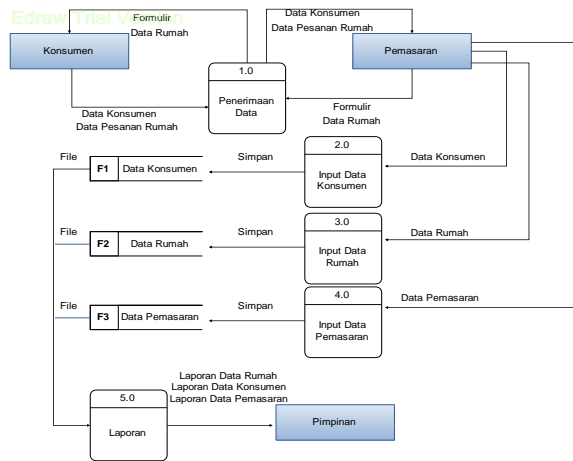 Edraw Trial Version
Formulir
Data Rumah
Data Konsumen
Data Pesanan Rumah
Konsumen
1.0
Penerimaan
Data
Pemasaran
Data Konsumen
Data Pesanan Rumah
Formulir
Data Rumah
File
F1
Data Konsumen
Simpan
2.0
Input Data
Konsumen
Data Konsumen
File
F2
Data Rumah
Simpan
3.0
Input Data
Rumah
Data Rumah
File
F3
Data Pemasaran
Simpan
4.0
Input Data
Pemasaran
Data Pemasaran
5.0
Laporan
Laporan Data Rumah
Laporan Data Konsumen
Laporan Data Pemasaran
Pimpinan